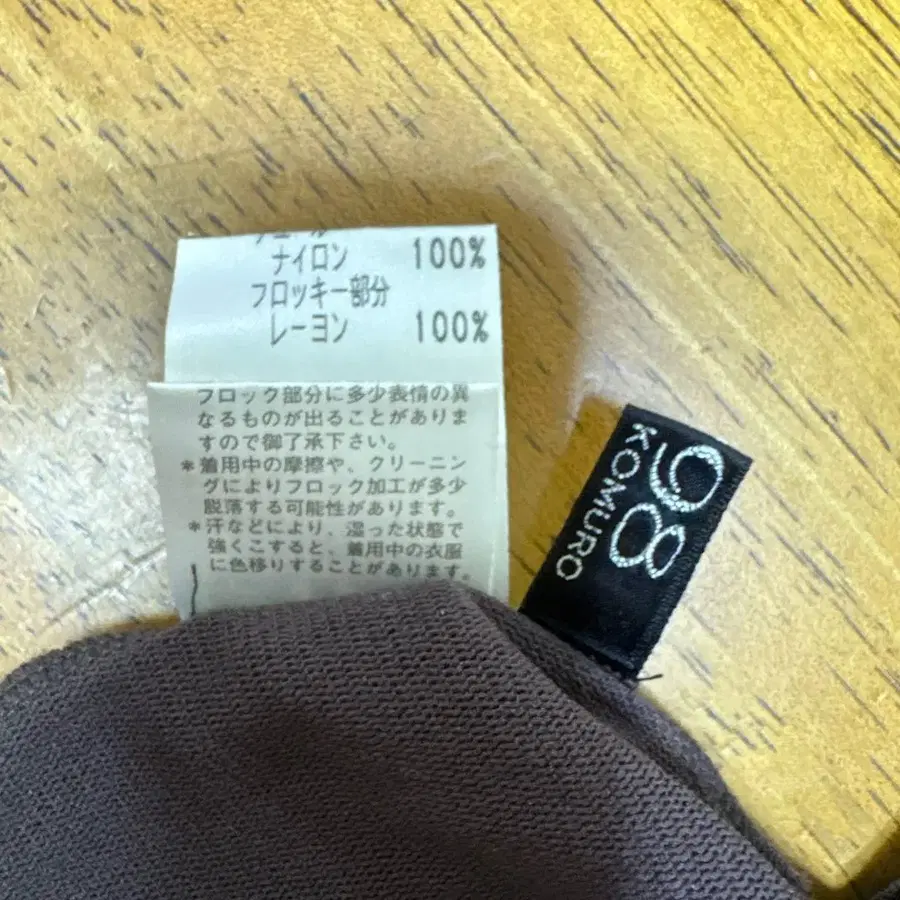 ナイロン 100%
フロッキー部分
レーヨン 100%
フロック部分に多少表情の異
なるものが出ることがありま
すので御了承下さい。
*着用中の摩擦や、クリーニン
グによりフロック加工が多少
脱落する可能性があります。
*汗などにより、湿った状態で
強くこすると、着用中の衣服
に色移りすることがあります。
98
KOMURO